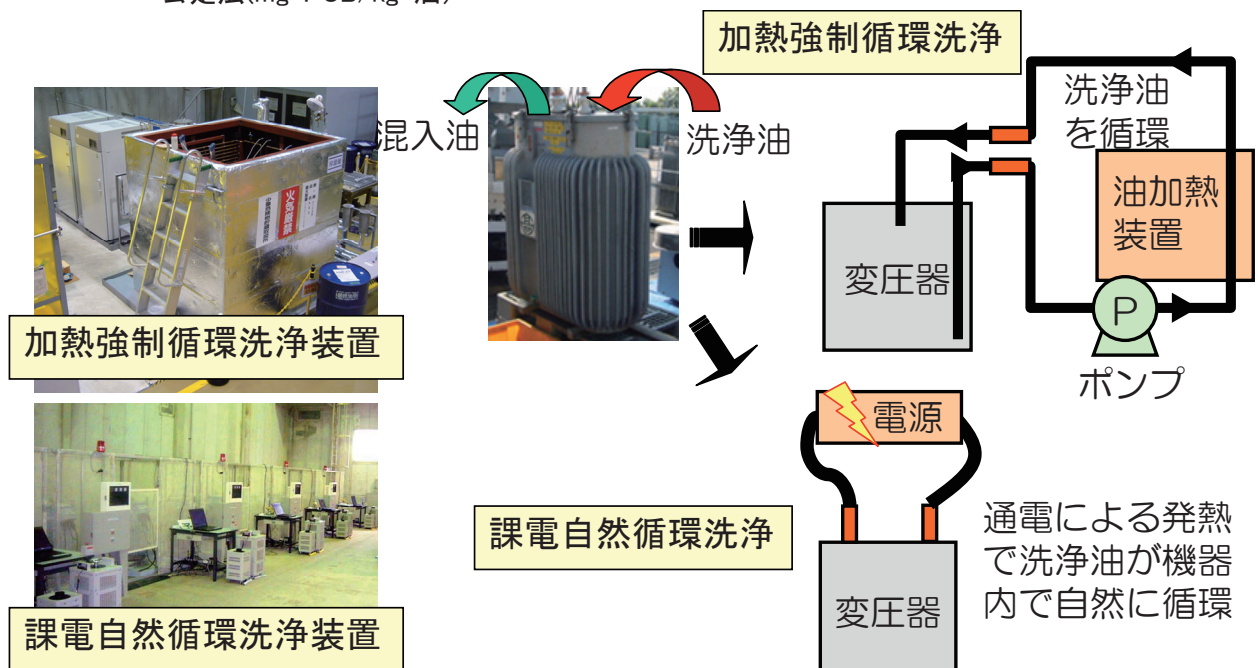 加熱強制循環洗浄
混入油
洗浄油
洗浄油
を循環
油加熱
装置
変圧器
P
ポンプ
火気厳禁
加熱強制循環洗浄装置
電源
課電自然循環洗浄
通電による発熱
で洗浄油が機器
内で自然に循環
変圧器
課電自然循環洗浄装置